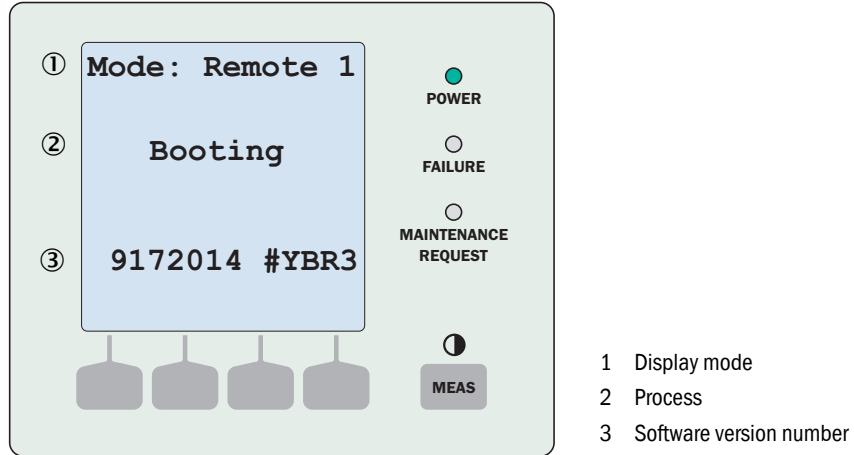 ① Mode: Remote 1
POWER
② Booting
FAILURE
MAINTENANCE
REQUEST
③ 9172014 #YBR3
MEAS
1 Display mode
2 Process
3 Software version number